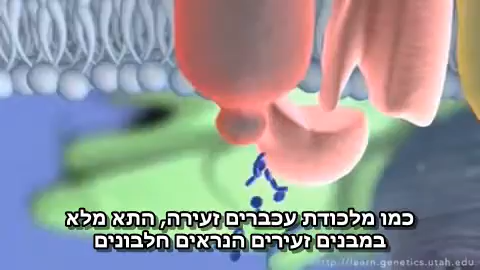 כמו מלכודת עכברים זעירה, התא מלא
במבנים זעירים הנראים חלבונים
http://learn.genetics.utah.edu